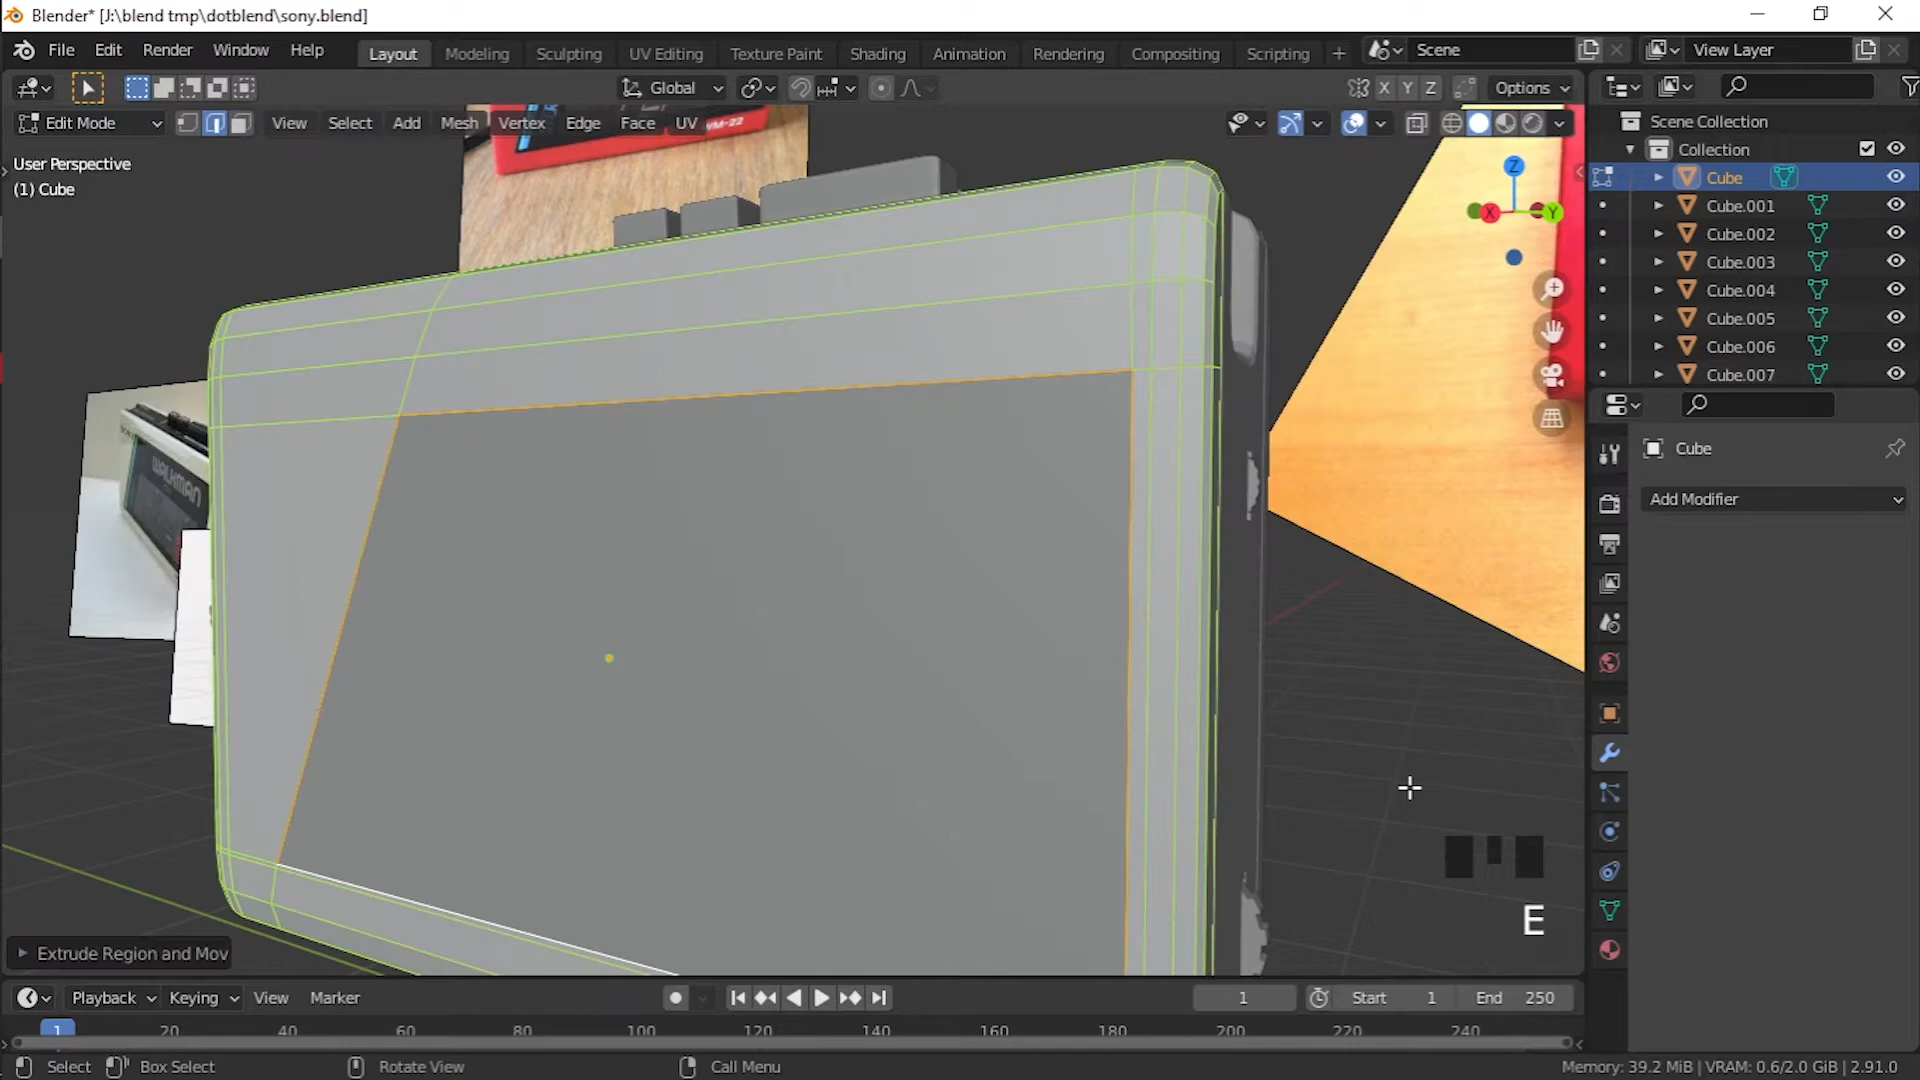 Blender* [J:\blend tmp\dotblend\sony.blend]
File Edit Render Window Help
Layout Modeling Sculpting UV Editing Texture Paint Shading Animation Rendering Compositing Scripting +
Scene
View Layer
Global
X Y Z
Options
Edit Mode
View Select Add Mesh Vertex Edge Face UV
WM-22
User Perspective
(1) Cube
Z
X
Y
WALKMAN
Scene Collection
Collection
Cube
Cube.001
Cube.002
Cube.003
Cube.004
Cube.005
Cube.006
Cube.007
Cube
Add Modifier
E
Extrude Region and Mov
Playback Keying View Marker
1
Start 1
End 250
1 20 40 60 80 100 120 140 160 180 200 220 240
Select Box Select Rotate View Call Menu
Memory: 39.2 MiB | VRAM: 0.6/2.0 GiB | 2.91.0